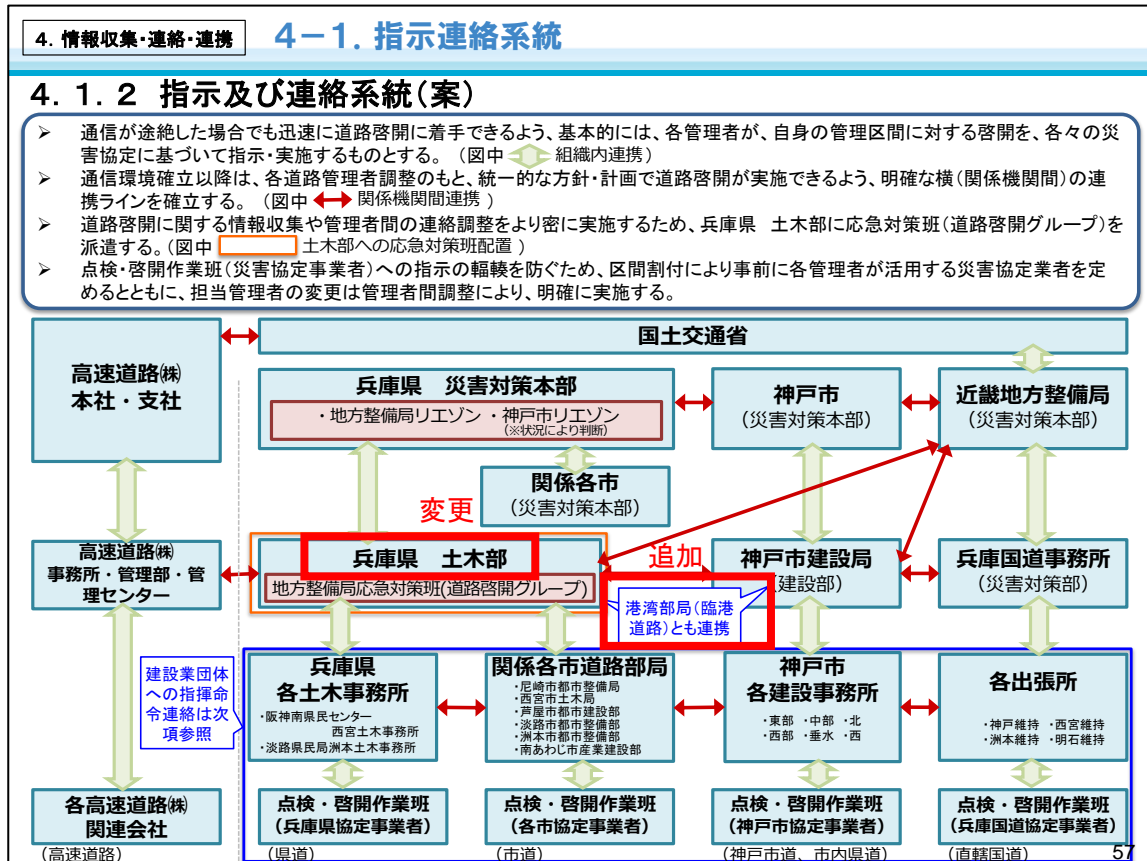 4. 情報収集・連絡・連携
4－1. 指示連絡系統
4．1．2 指示及び連絡系統（案）
➢ 通信が途絶した場合でも迅速に道路啓開に着手できるよう、基本的には、各管理者が、自身の管理区間に対する啓開を、各々の災
害協定に基づいて指示・実施するものとする。（図中 組織内連携）
➢ 通信環境確立以降は、各道路管理者調整のもと、統一的な方針・計画で道路啓開が実施できるよう、明確な横（関係機関間）の連
携ラインを確立する。（図中 関係機関間連携 ）
➢ 道路啓開に関する情報収集や管理者間の連絡調整をより密に実施するため、兵庫県 土木部に応急対策班（道路啓開グループ）を
派遣する。（図中 土木部への応急対策班配置 ）
➢ 点検・啓開作業班（災害協定事業者）への指示の輻輳を防ぐため、区間割付により事前に各管理者が活用する災害協定業者を定
めるとともに、担当管理者の変更は管理者間調整により、明確に実施する。
国土交通省
高速道路㈱
本社・支社
兵庫県 災害対策本部
・地方整備局リエゾン ・神戸市リエゾン
(※状況により判断)
神戸市
(災害対策本部)
近畿地方整備局
(災害対策本部)
関係各市
(災害対策本部)
変更
追加
高速道路㈱
事務所・管理部・管
理センター
兵庫県 土木部
地方整備局応急対策班(道路啓開グループ)
神戸市建設局
建設部)
兵庫国道事務所
(災害対策部)
港湾部局（臨港
道路）とも連携
建設業団体
への指揮命
令連絡は次
項参照
兵庫県
各土木事務所
・阪神南県民センター
西宮土木事務所
・淡路県民局洲本土木事務所
関係各市道路部局
・尼崎市都市整備局
・西宮市土木局
・芦屋市都市建設部
・淡路市都市整備部
・洲本市都市整備部
・南あわじ市産業建設部
神戸市
各建設事務所
・東部 ・中部 ・北
・西部 ・垂水 ・西
各出張所
・神戸維持 ・西宮維持
・洲本維持 ・明石維持
各高速道路㈱
関連会社
点検・啓開作業班
(兵庫県協定事業者)
点検・啓開作業班
(各市協定事業者)
点検・啓開作業班
(神戸市協定事業者)
点検・啓開作業班
(兵庫国道協定事業者)
(高速道路)
(県道)
(市道)
(神戸市道、市内県道)
(直轄国道)
57